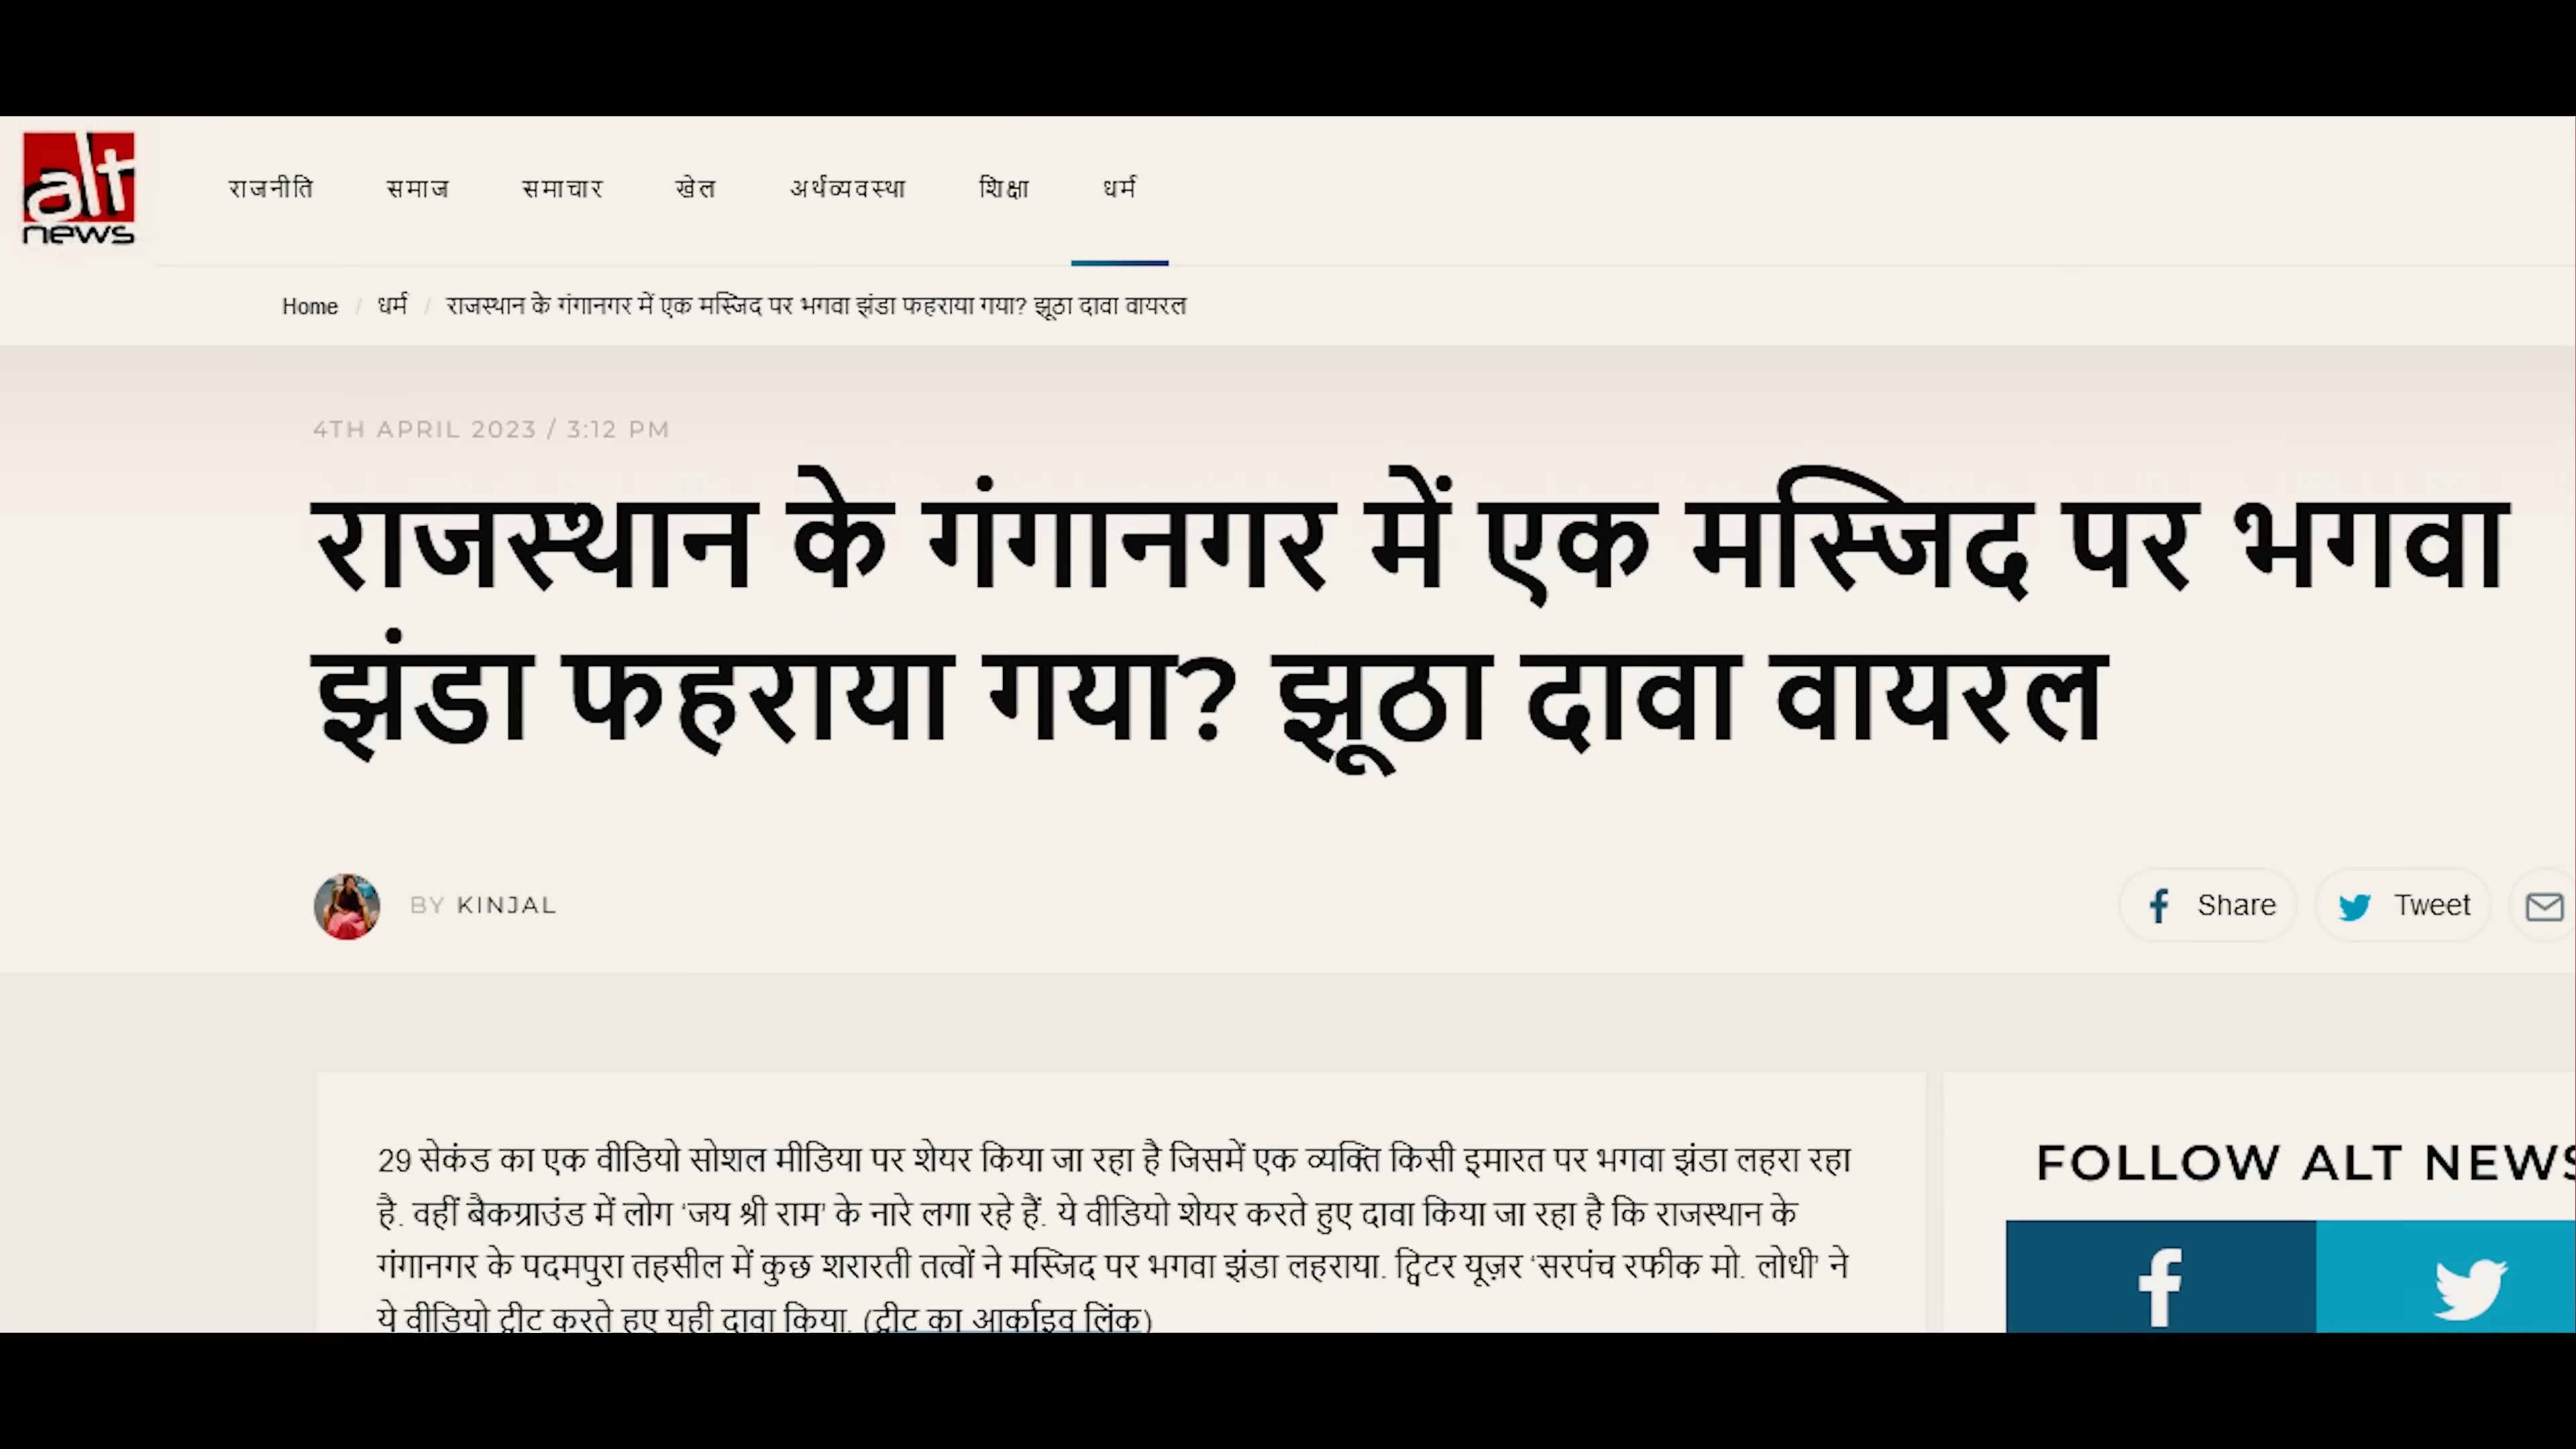 alt
news
राजनीति समाज समाचार खेल अर्थव्यवस्था शिक्षा धर्म
Home / धर्म / राजस्थान के गंगानगर में एक मस्जिद पर भगवा झंडा फहराया गया? झूठा दावा वायरल
4TH APRIL 2023 / 3:12 PM
राजस्थान के गंगानगर में एक मस्जिद पर भगवा
झंडा फहराया गया? झूठा दावा वायरल
BY KINJAL
Share Tweet
29 सेकंड का एक वीडियो सोशल मीडिया पर शेयर किया जा रहा है जिसमें एक व्यक्ति किसी इमारत पर भगवा झंडा लहरा रहा
है. वहीं बैकग्राउंड में लोग ‘जय श्री राम’ के नारे लगा रहे हैं. ये वीडियो शेयर करते हुए दावा किया जा रहा है कि राजस्थान के
गंगानगर के पदमपुरा तहसील में कुछ शरारती तत्वों ने मस्जिद पर भगवा झंडा लहराया. ट्विटर यूज़र ‘सरपंच रफीक मो. लोधी’ ने
ये वीडियो ट्वीट करते हुए यही दावा किया. (ट्वीट का आर्काइव लिंक)
FOLLOW ALT NEWS